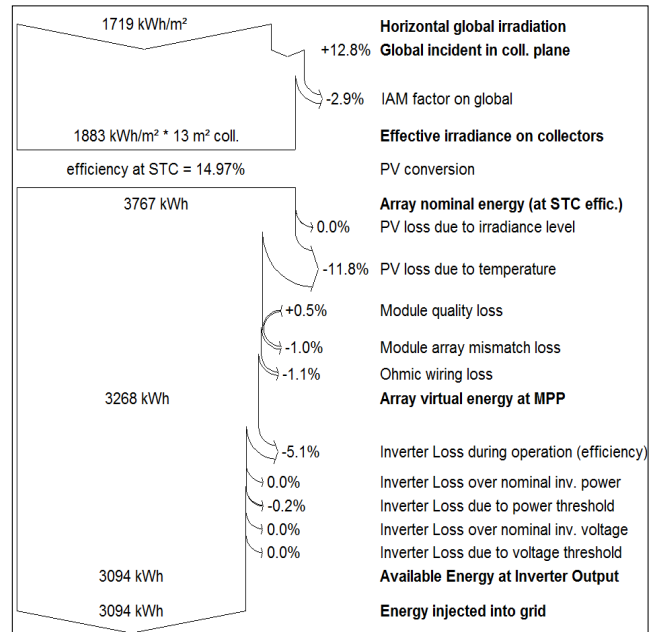 1719 kWh/m² Horizontal global irradiation
+12.8% Global incident in coll. plane
-2.9% IAM factor on global
1883 kWh/m² * 13 m² coll. Effective irradiance on collectors
efficiency at STC = 14.97% PV conversion
3767 kWh Array nominal energy (at STC effic.)
0.0% PV loss due to irradiance level
-11.8% PV loss due to temperature
+0.5% Module quality loss
-1.0% Module array mismatch loss
-1.1% Ohmic wiring loss
3268 kWh Array virtual energy at MPP
-5.1% Inverter Loss during operation (efficiency)
0.0% Inverter Loss over nominal inv. power
-0.2% Inverter Loss due to power threshold
0.0% Inverter Loss over nominal inv. voltage
0.0% Inverter Loss due to voltage threshold
3094 kWh Available Energy at Inverter Output
3094 kWh Energy injected into grid